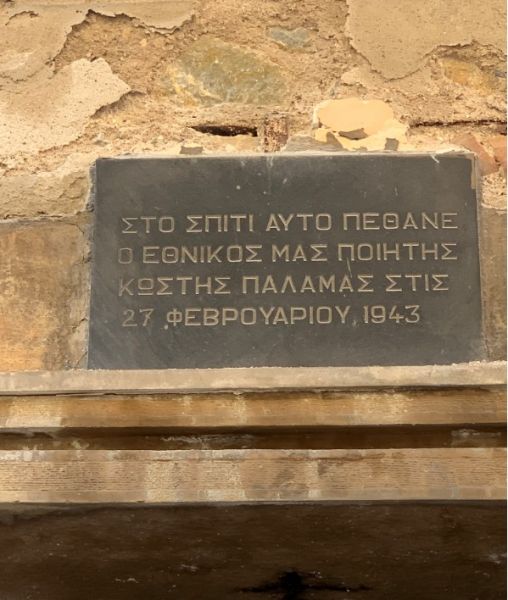 ΣΤΟ ΣΠΙΤΙ ΑΥΤΟ ΠΕΘΑΝΕ
Ο ΕΘΝΙΚΟΣ ΜΑΣ ΠΟΙΗΤΗΣ
ΚΩΣΤΗΣ ΠΑΛΑΜΑΣ ΣΤΙΣ
27 ΦΕΒΡΟΥΑΡΙΟΥ 1943